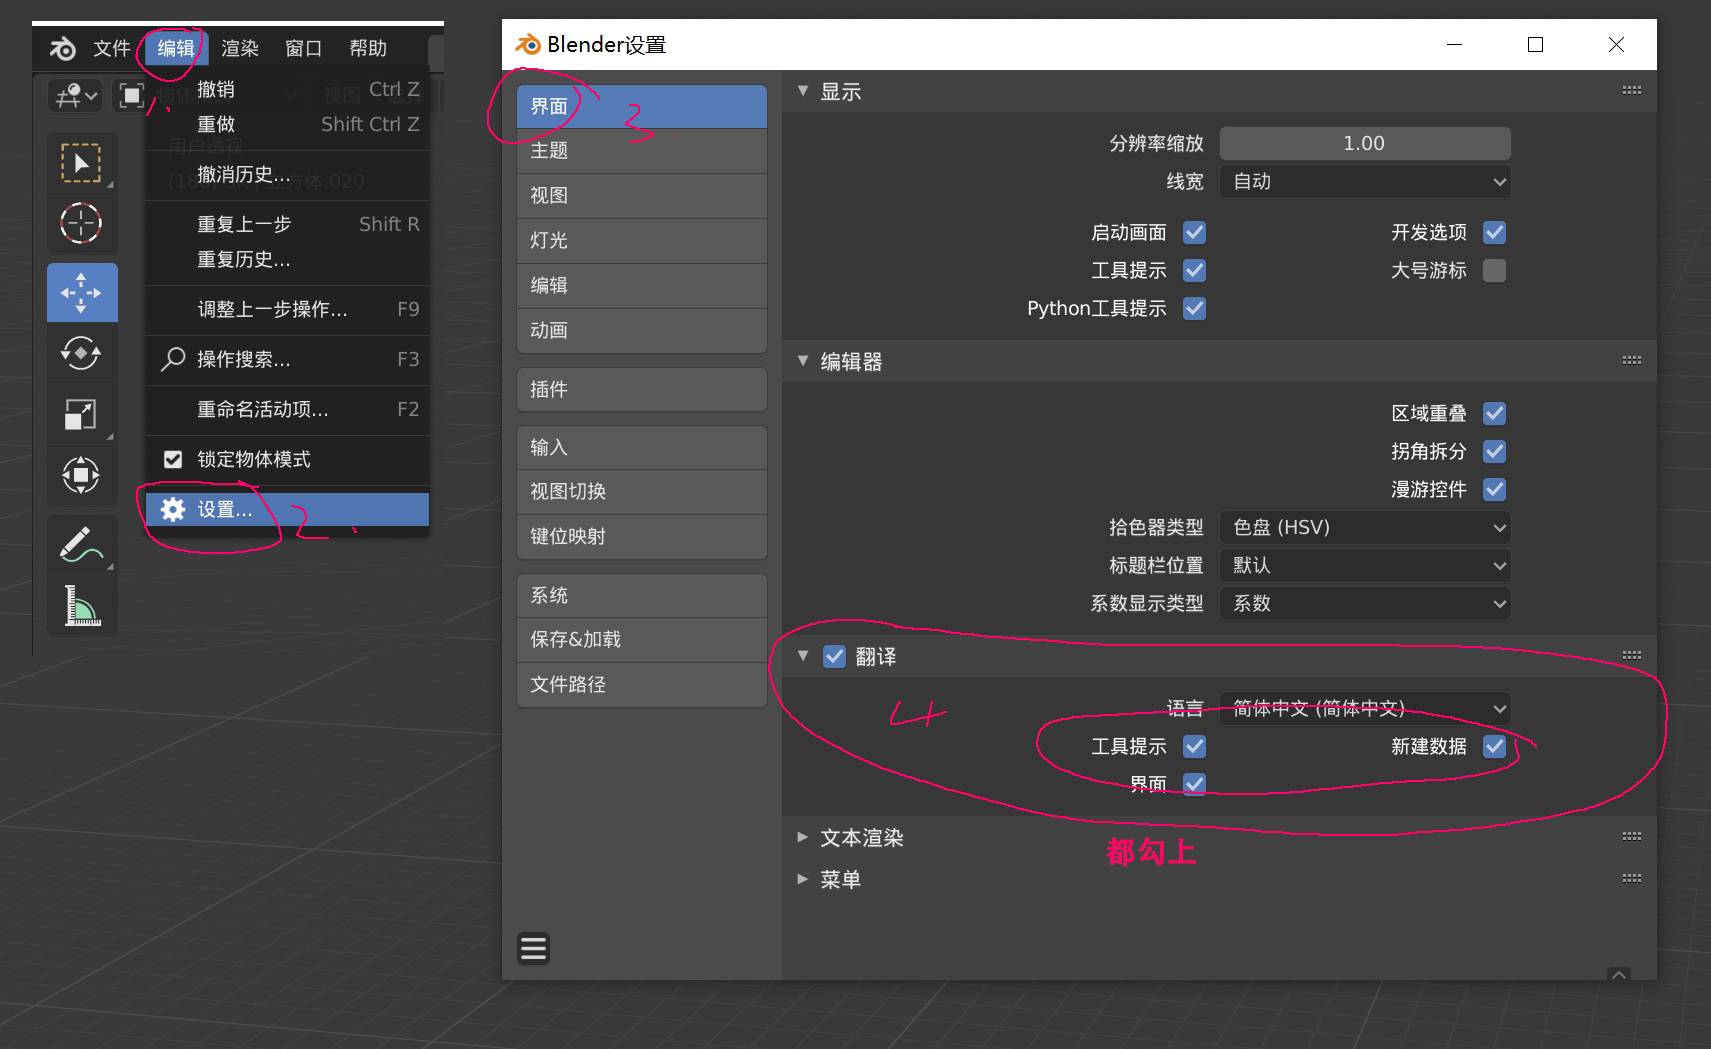 文件 编辑 渲染 窗口 帮助
撤销 Ctrl Z
重做 Shift Ctrl Z
撤消历史...
重复上一步 Shift R
重复历史...
调整上一步操作... F9
操作搜索... F3
重命名活动项... F2
锁定物体模式
设置...
1.
2.
Blender设置
界面
3.
主题
视图
灯光
编辑
动画
插件
输入
视图切换
键位映射
系统
保存&加载
文件路径
显示
分辨率缩放 1.00
线宽 自动
启动画面 开发选项
工具提示 大号游标
Python工具提示
编辑器
区域重叠
拐角拆分
漫游控件
拾色器类型 色盘 (HSV)
标题栏位置 默认
系数显示类型 系数
翻译
4
语言 简体中文 (简体中文)
工具提示 新建数据
界面
文本渲染
都勾上
菜单